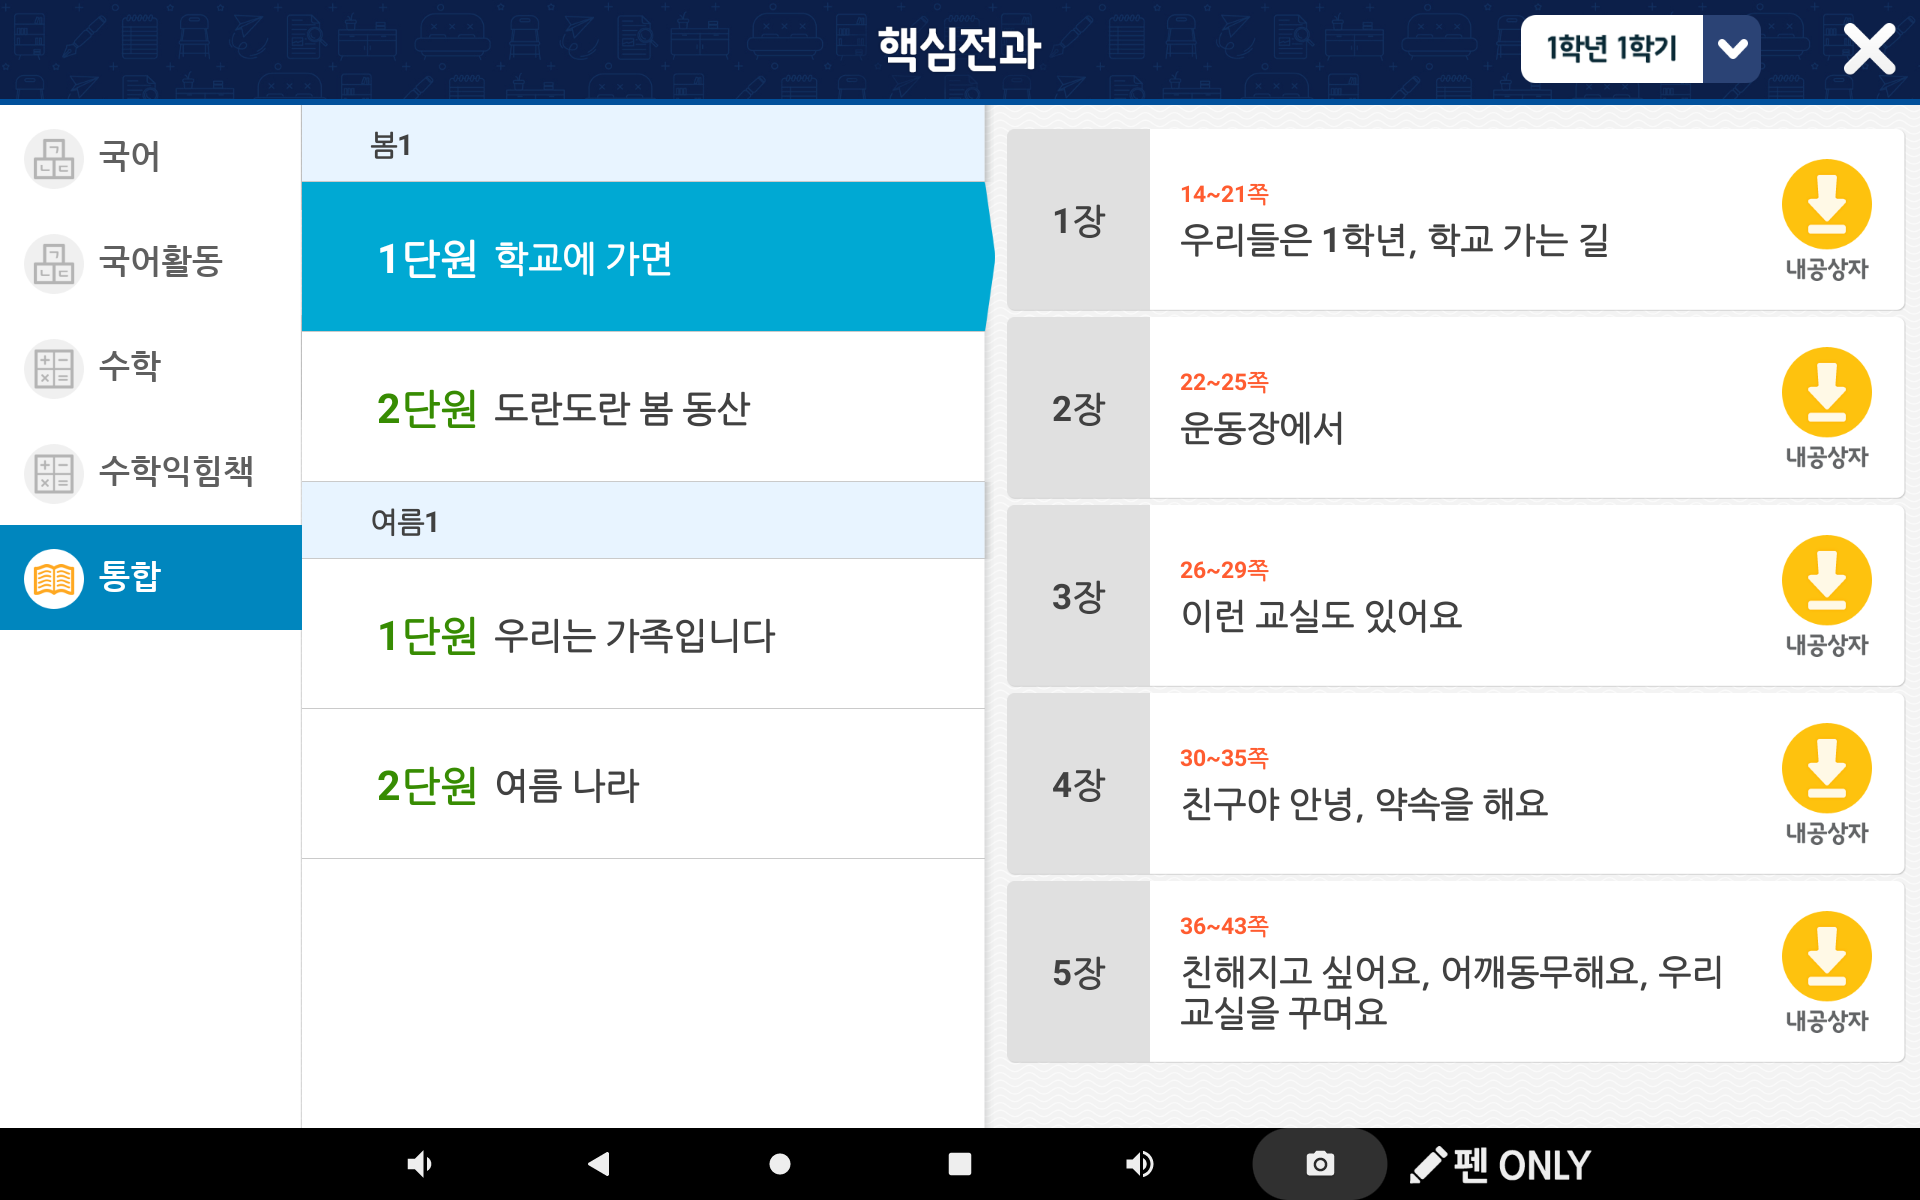 핵심전과
1학년 1학기
국어
국어활동
수학
수학익힘책
통합
봄1
1단원 학교에 가면
2단원 도란도란 봄 동산
여름1
1단원 우리는 가족입니다
2단원 여름 나라
1장
14~21쪽
우리들은 1학년, 학교 가는 길
내공상자
2장
22~25쪽
운동장에서
내공상자
3장
26~29쪽
이런 교실도 있어요
내공상자
4장
30~35쪽
친구야 안녕, 약속을 해요
내공상자
5장
36~43쪽
친해지고 싶어요, 어깨동무해요, 우리
교실을 꾸며요
내공상자
펜 ONLY